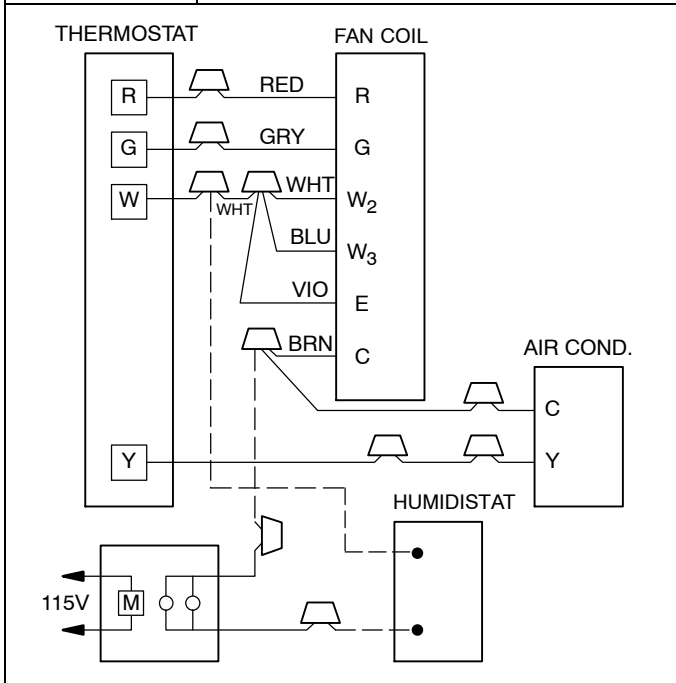 THERMOSTAT
FAN COIL
R
RED
R
G
GRY
G
W
WHT
WHT
W2
BLU
W3
VIO
E
BRN
C
AIR COND.
C
Y
Y
HUMIDISTAT
115V
M